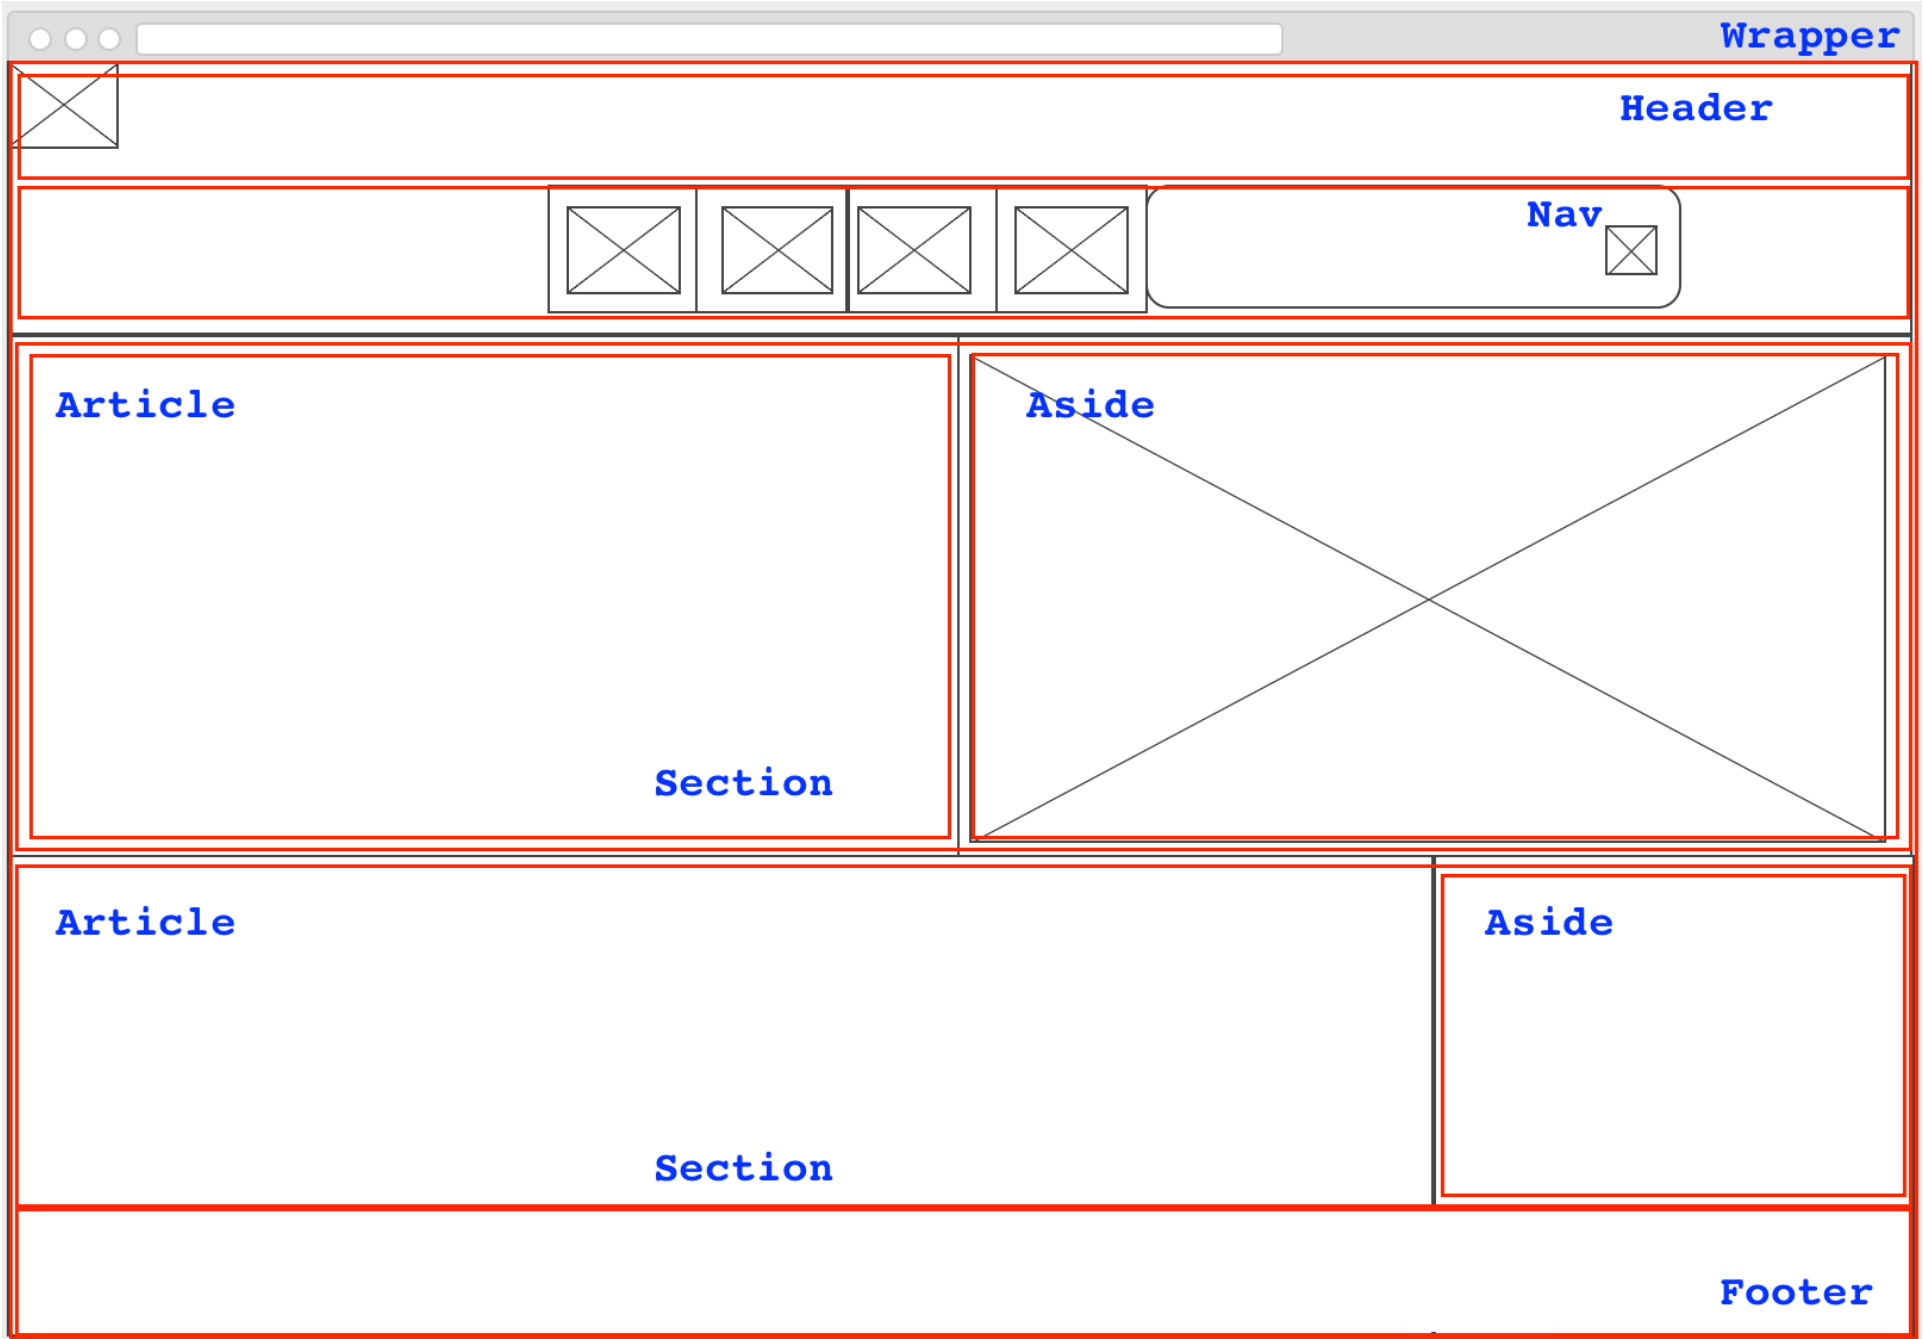 Wrapper
Header
Nav
Article
Aside
Section
Article
Aside
Section
Footer